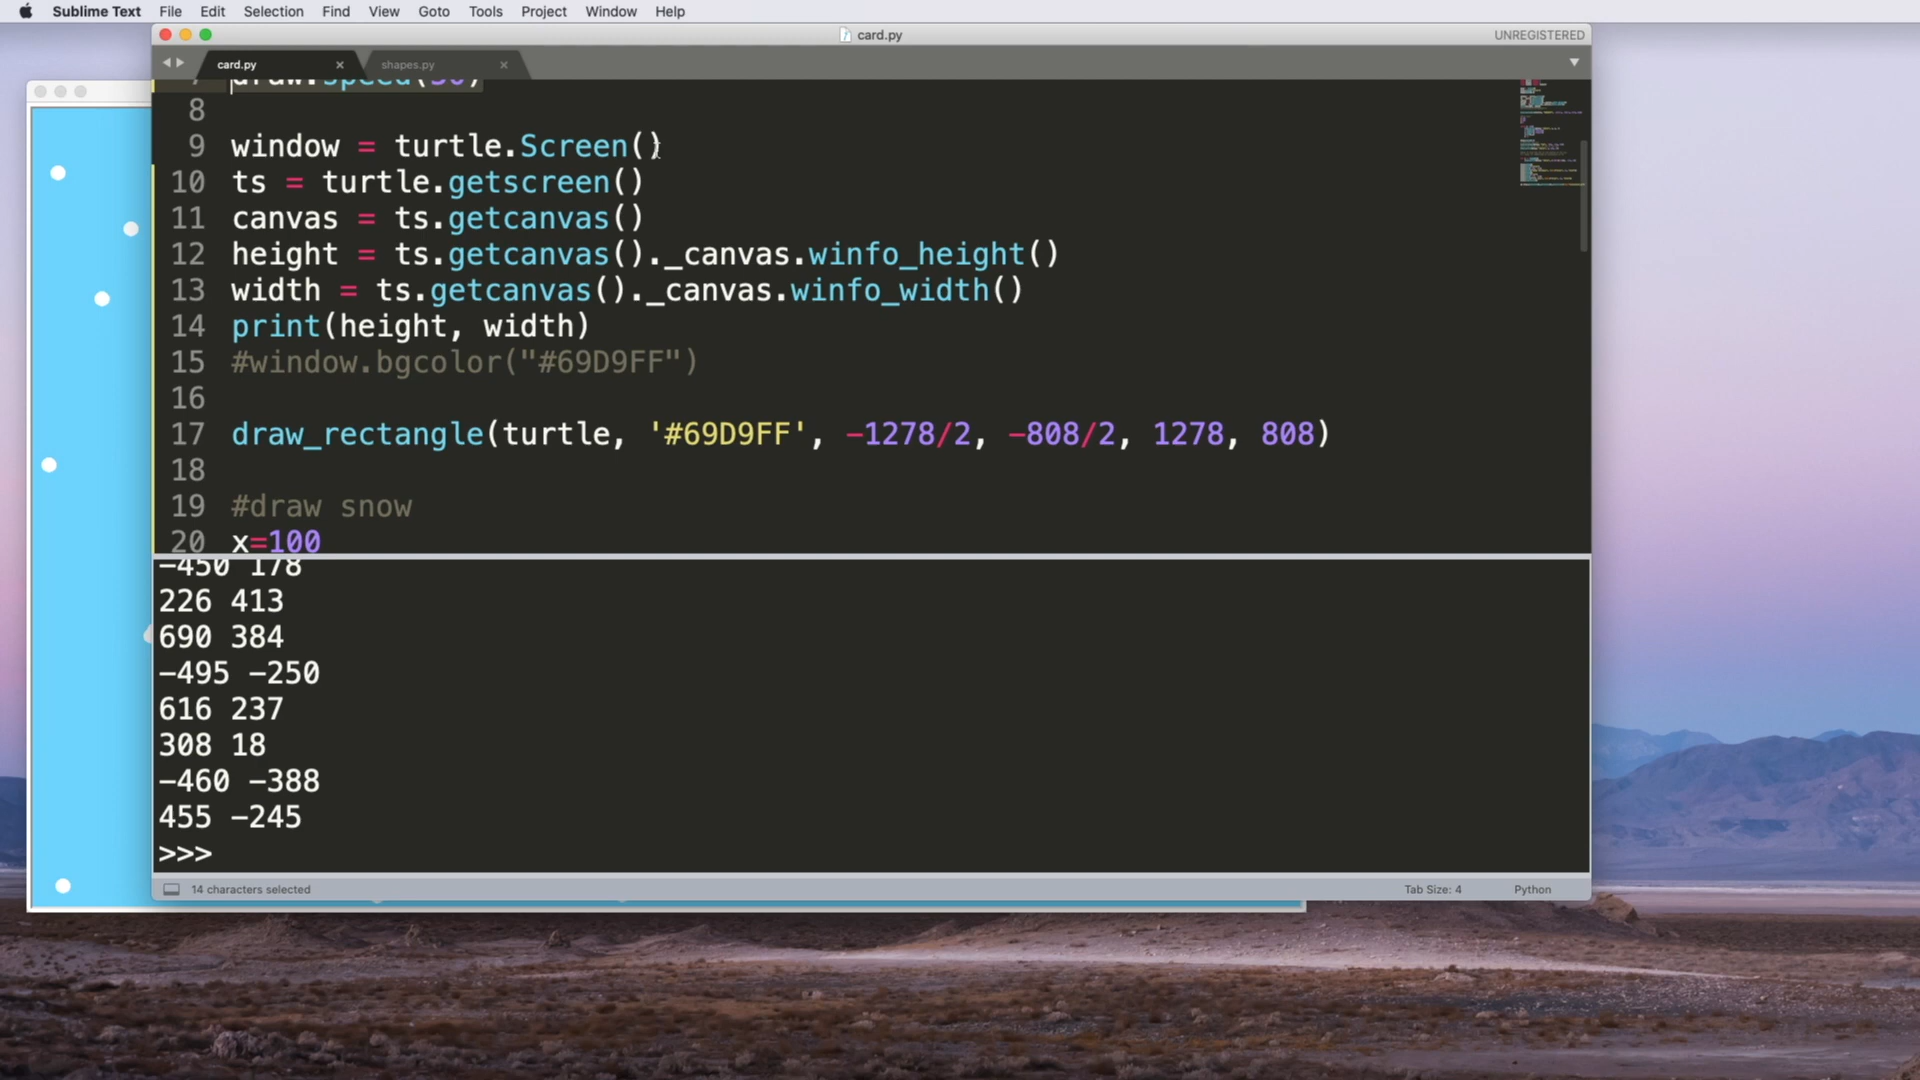 Sublime Text File Edit Selection Find View Goto Tools Project Window Help
card.py UNREGISTERED
card.py × shapes.py ×
7 draw.speed(50)
8
9 window = turtle.Screen()
10 ts = turtle.getscreen()
11 canvas = ts.getcanvas()
12 height = ts.getcanvas()._canvas.winfo_height()
13 width = ts.getcanvas()._canvas.winfo_width()
14 print(height, width)
15 #window.bgcolor("#69D9FF")
16
17 draw_rectangle(turtle, '#69D9FF', -1278/2, -808/2, 1278, 808)
18
19 #draw snow
20 x=100
-450 178
226 413
690 384
-495 -250
616 237
308 18
-460 -388
455 -245
>>>
14 characters selected Tab Size: 4 Python